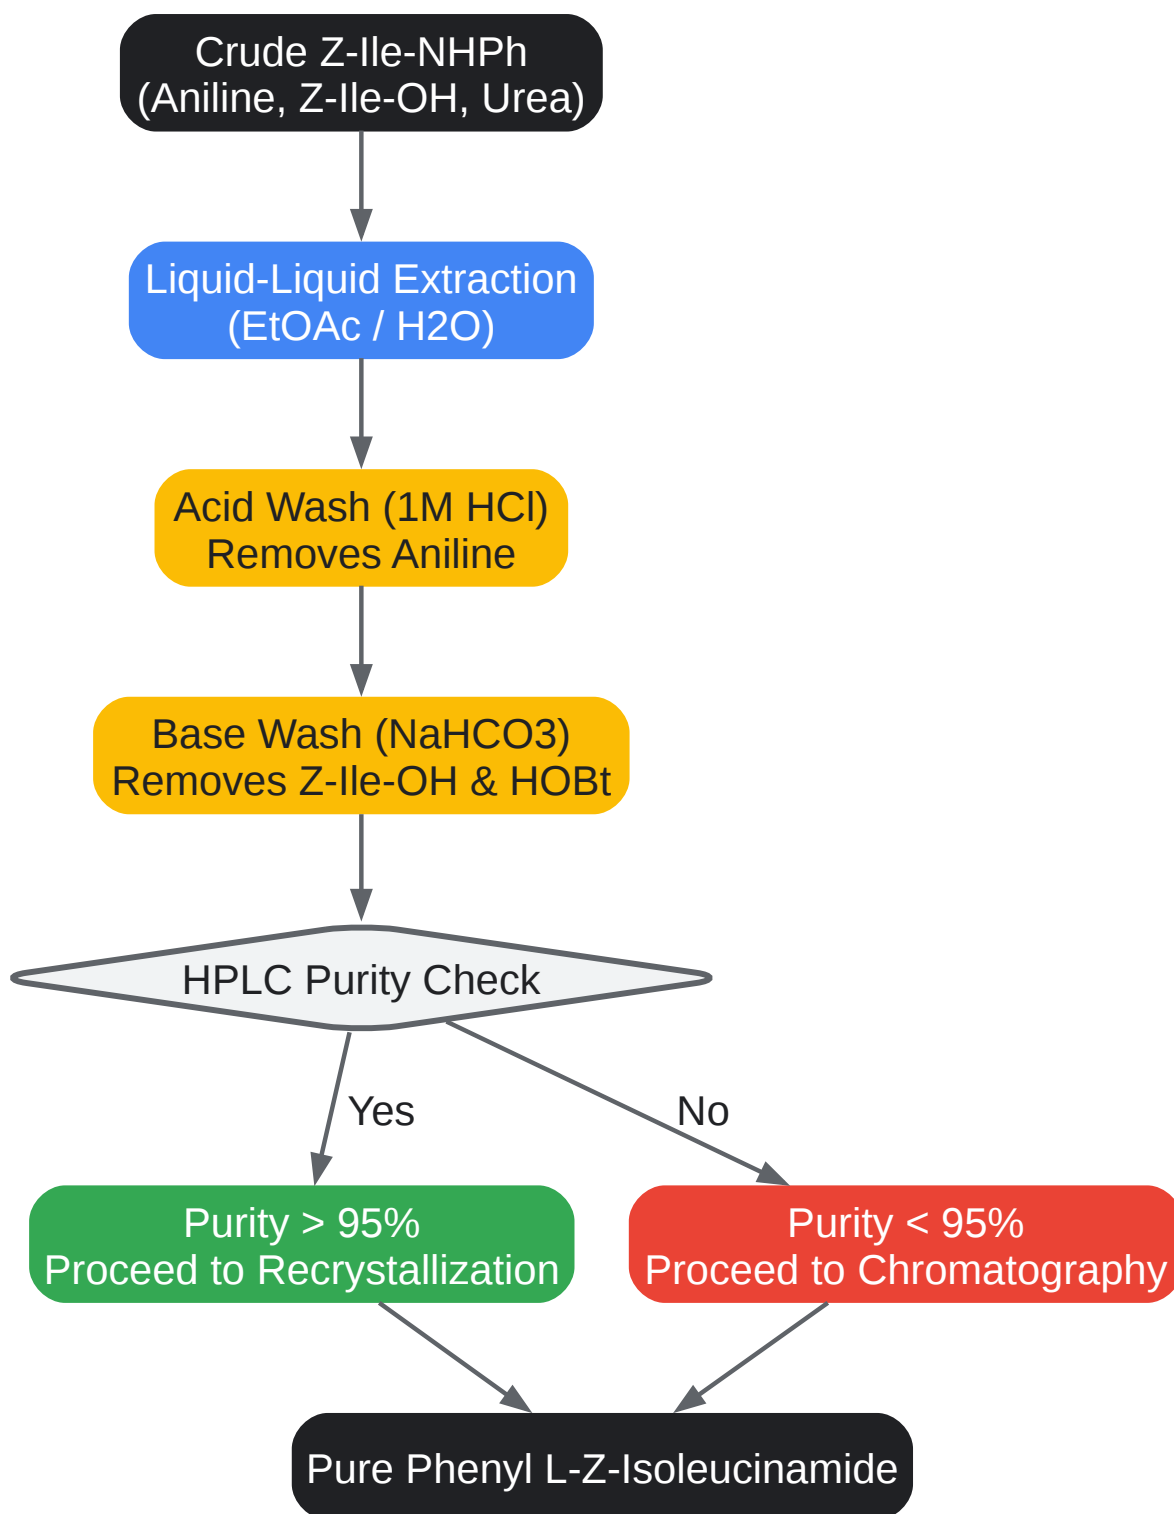 Crude Z-Ile-NHPh
(Aniline, Z-Ile-OH, Urea)
Liquid-Liquid Extraction
(EtOAc / H2O)
Acid Wash (1M HCl)
Removes Aniline
Base Wash (NaHCO3)
Removes Z-Ile-OH & HOBt
HPLC Purity Check
Yes
No
Purity > 95%
Proceed to Recrystallization
Purity < 95%
Proceed to Chromatography
Pure Phenyl L-Z-Isoleucinamide